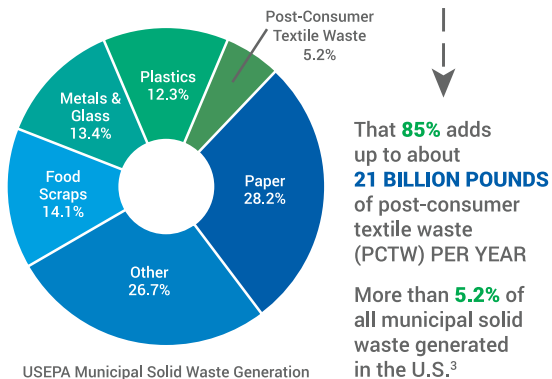 Post-Consumer
Textile Waste
5.2%
Plastics
12.3%
Metals &
Glass
13.4%
Food
Scraps
14.1%
Paper
28.2%
Other
26.7%
USEPA Municipal Solid Waste Generation
That 85% adds
up to about
21 BILLION POUNDS
of post-consumer
textile waste
(PCTW) PER YEAR
More than 5.2% of
all municipal solid
waste generated
in the U.S.³